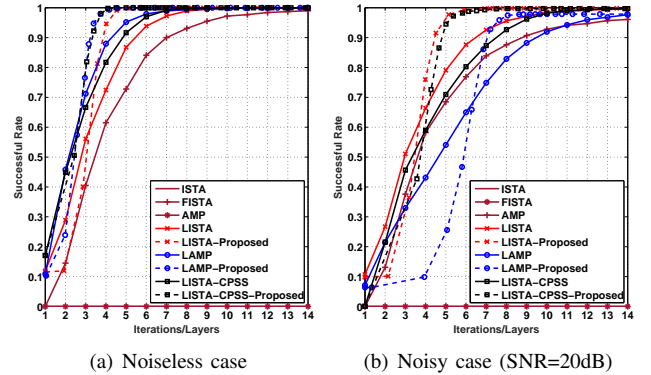 Successful Rate
1
0.9
0.8
0.7
0.6
0.5
0.4
0.3
0.2
0.1
0
1 2 3 4 5 6 7 8 9 10 11 12 13 14
Iterations/Layers
ISTA
FISTA
AMP
LISTA
LISTA-Proposed
LAMP
LAMP-Proposed
LISTA-CPSS
LISTA-CPSS-Proposed
(a) Noiseless case
Successful Rate
1
0.9
0.8
0.7
0.6
0.5
0.4
0.3
0.2
0.1
0
1 2 3 4 5 6 7 8 9 10 11 12 13 14
Iterations/Layers
ISTA
FISTA
AMP
LISTA
LISTA-Proposed
LAMP
LAMP-Proposed
LISTA-CPSS
LISTA-CPSS-Proposed
(b) Noisy case (SNR=20dB)